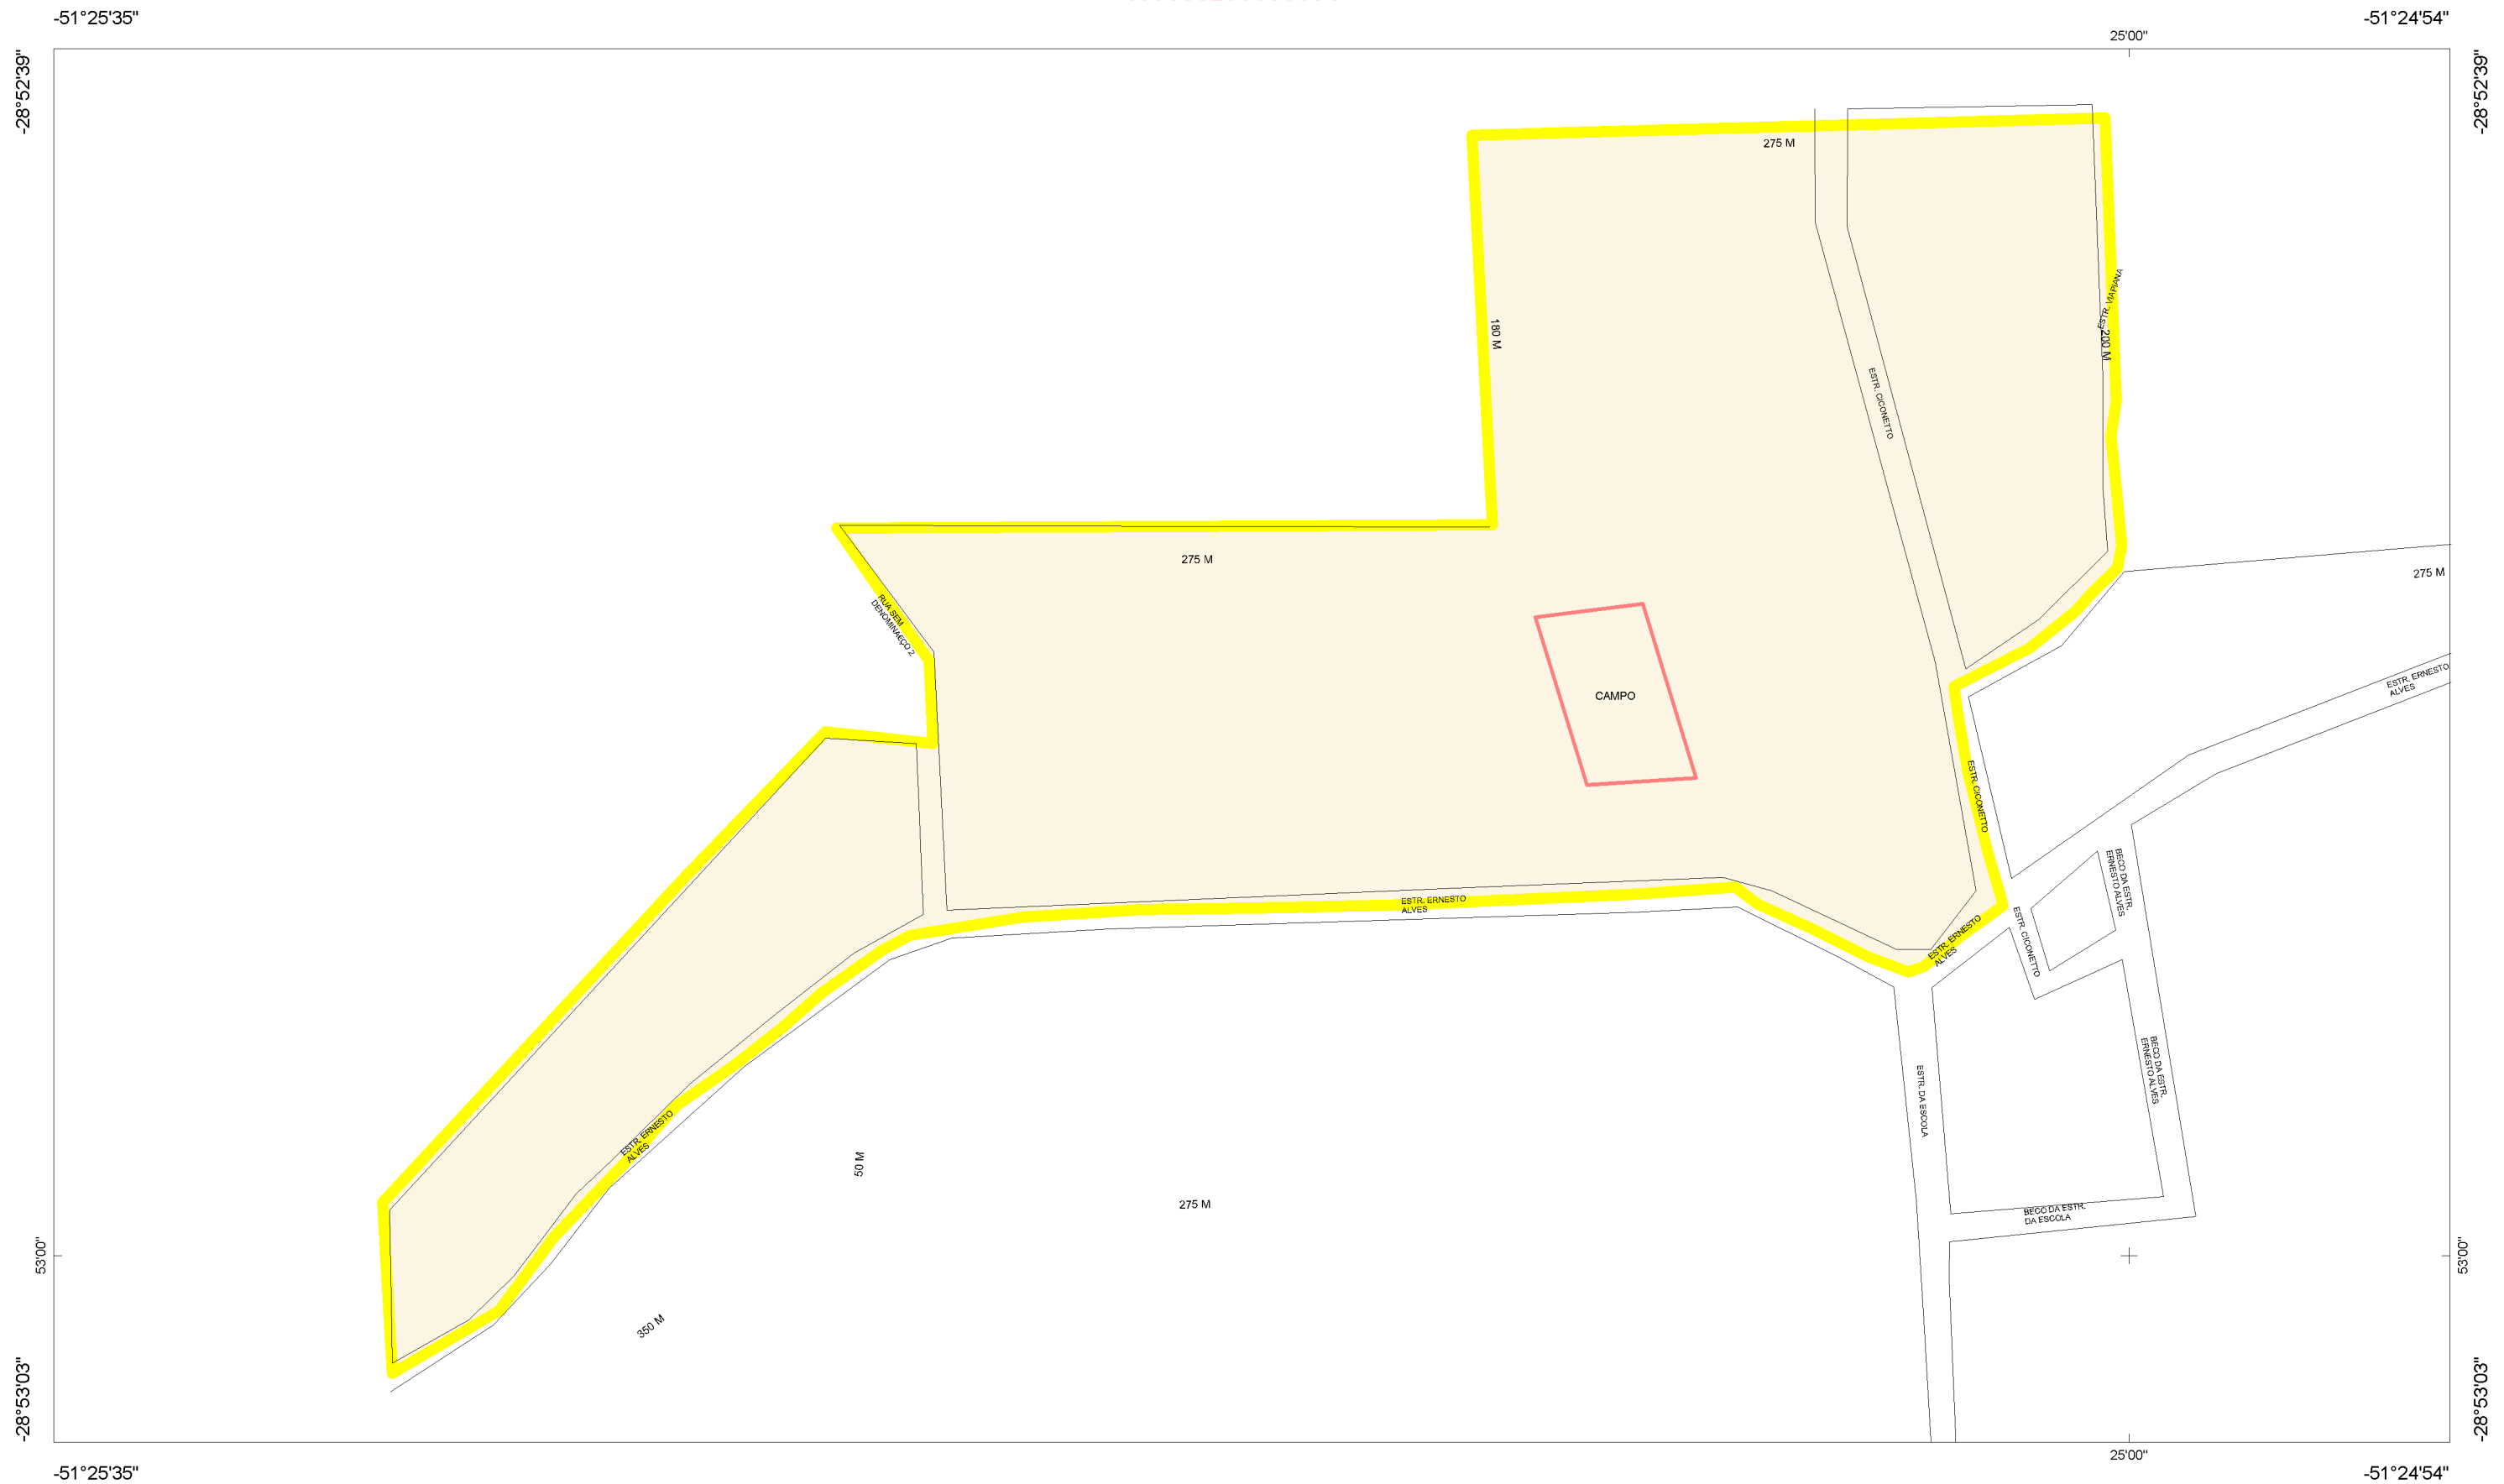 -51°25'35"
-51°24'54"
25'00"
-28°52'39"
-28°52'39"
275 M
ESTR. VIAPIANA
200 M
180 M
ESTR. CICONETTO
275 M
275 M
RUA SEM
DENOMINAÇÇO 2
CAMPO
ESTR. ERNESTO
ALVES
ESTR. CICONETTO
BECO DA ESTR.
ERNESTO ALVES
ESTR. ERNESTO
ALVES
ESTR. ERNESTO
ALVES
ESTR. CICONETTO
BECO DA ESTR.
ERNESTO ALVES
ESTR. DA ESCOLA
ESTR. ERNESTO
ALVES
50 M
275 M
BECO DA ESTR.
DA ESCOLA
53'00"
53'00"
350 M
-28°53'03"
-28°53'03"
25'00"
-51°25'35"
-51°24'54"